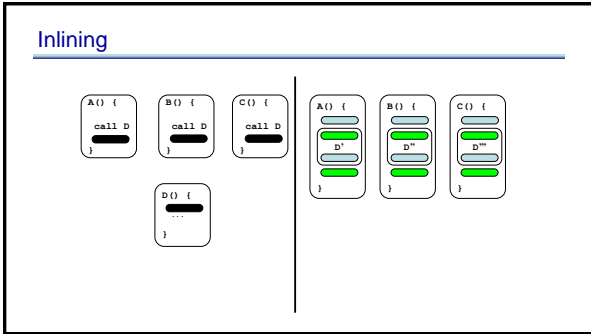 Inlining
A() {
call D
}
B() {
call D
}
C() {
call D
}
D() {
...
}
A() {
D'
}
B() {
D''
}
C() {
D'''
}